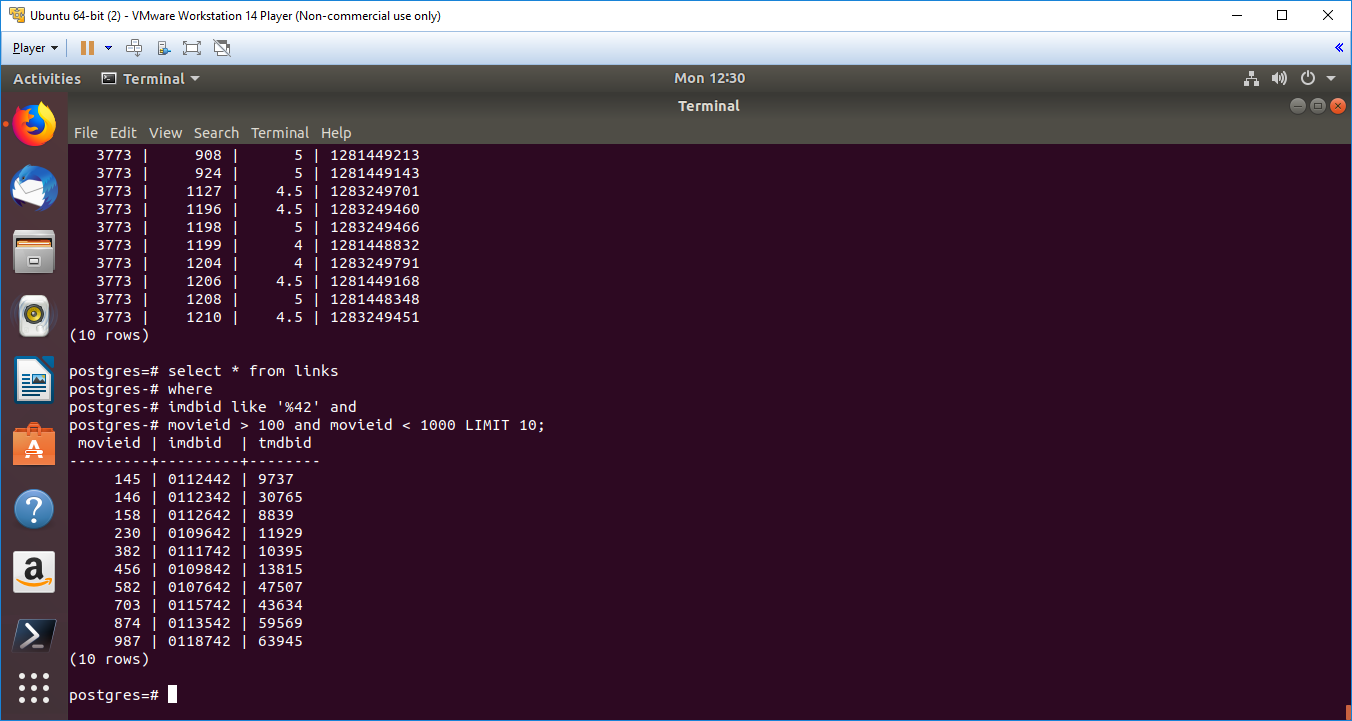 Ubuntu 64-bit (2) - VMware Workstation 14 Player (Non-commercial use only)
Player
Activities Terminal Mon 12:30
Terminal
File Edit View Search Terminal Help
   3773 |     908 |      5 | 1281449213
   3773 |     924 |      5 | 1281449143
   3773 |    1127 |    4.5 | 1283249701
   3773 |    1196 |    4.5 | 1283249460
   3773 |    1198 |      5 | 1283249466
   3773 |    1199 |      4 | 1281448832
   3773 |    1204 |      4 | 1283249791
   3773 |    1206 |    4.5 | 1281449168
   3773 |    1208 |      5 | 1281448348
   3773 |    1210 |    4.5 | 1283249451
(10 rows)
postgres=# select * from links
postgres-# where
postgres-# imdbid like '%42' and
postgres-# movieid > 100 and movieid < 1000 LIMIT 10;
 movieid | imdbid  | tmdbid
---------+---------+--------
     145 | 0112442 | 9737
     146 | 0112342 | 30765
     158 | 0112642 | 8839
     230 | 0109642 | 11929
     382 | 0111742 | 10395
     456 | 0109842 | 13815
     582 | 0107642 | 47507
     703 | 0115742 | 43634
     874 | 0113542 | 59569
     987 | 0118742 | 63945
(10 rows)
postgres=#